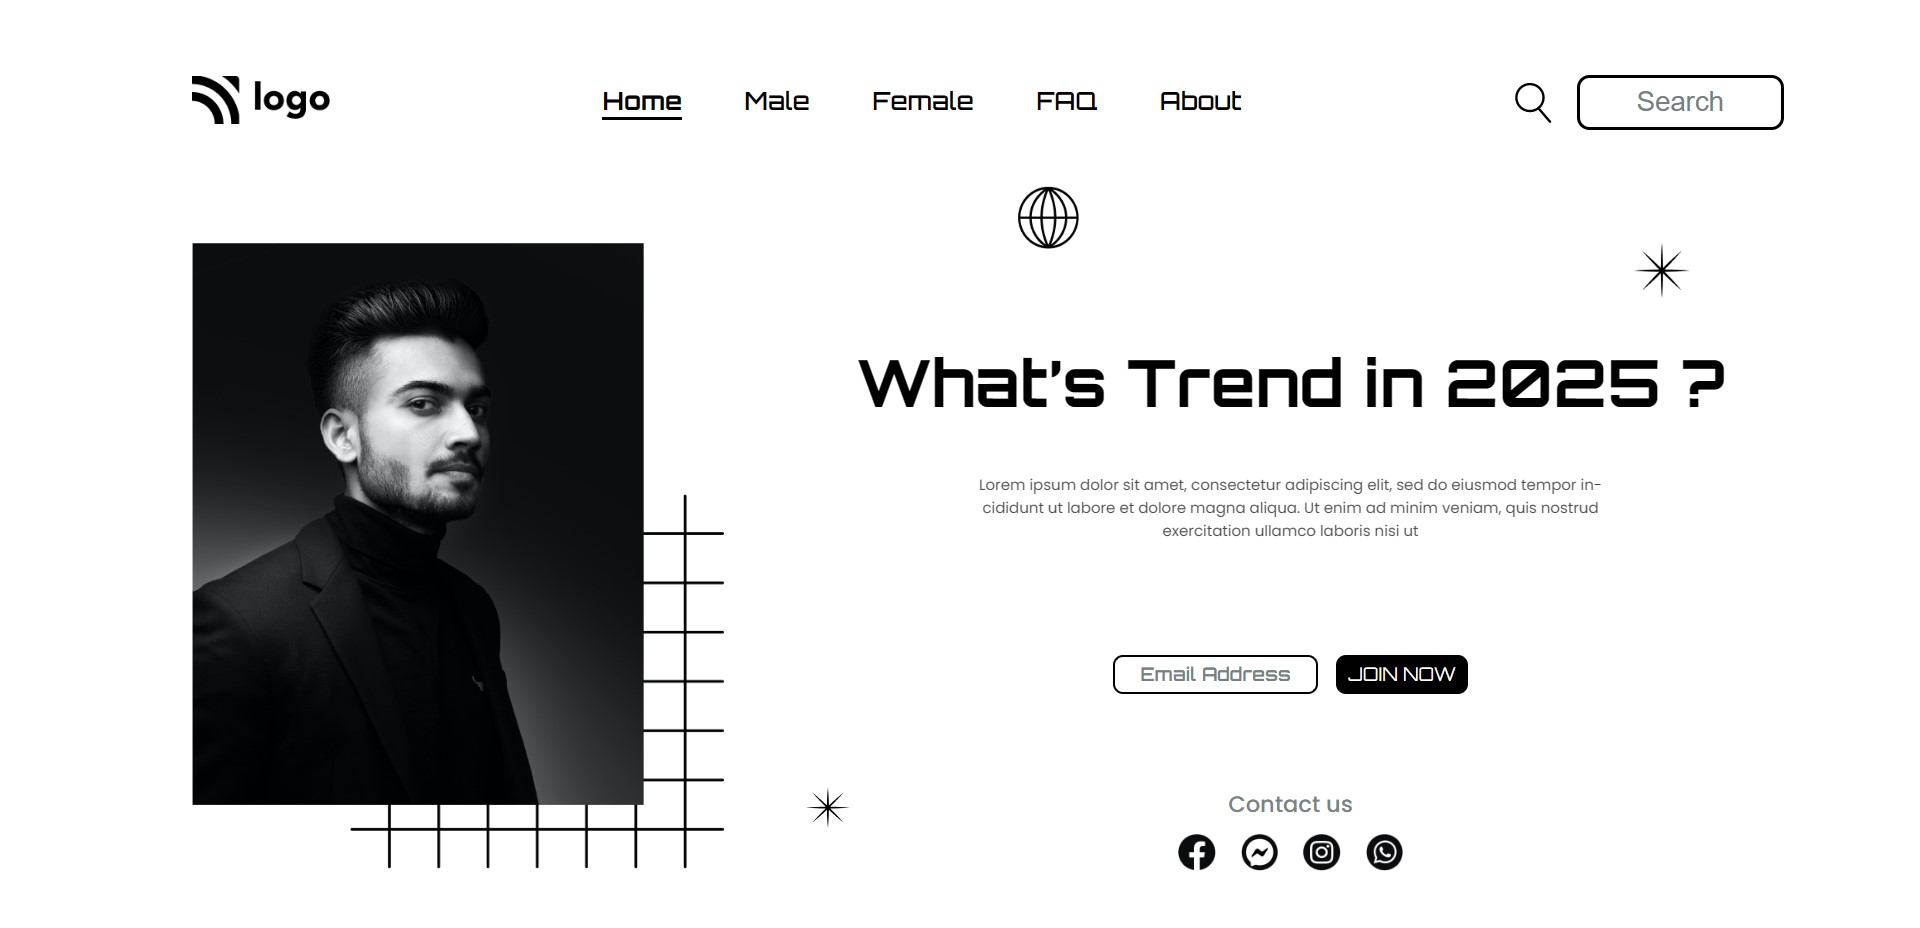 logo
Home
Male
Female
FAQ
About
Search
What's Trend in 2025 ?
Lorem ipsum dolor sit amet, consectetur adipiscing elit, sed do eiusmod tempor in-
cididunt ut labore et dolore magna aliqua. Ut enim ad minim veniam, quis nostrud
exercitation ullamco laboris nisi ut
Email Address
JOIN NOW
Contact us